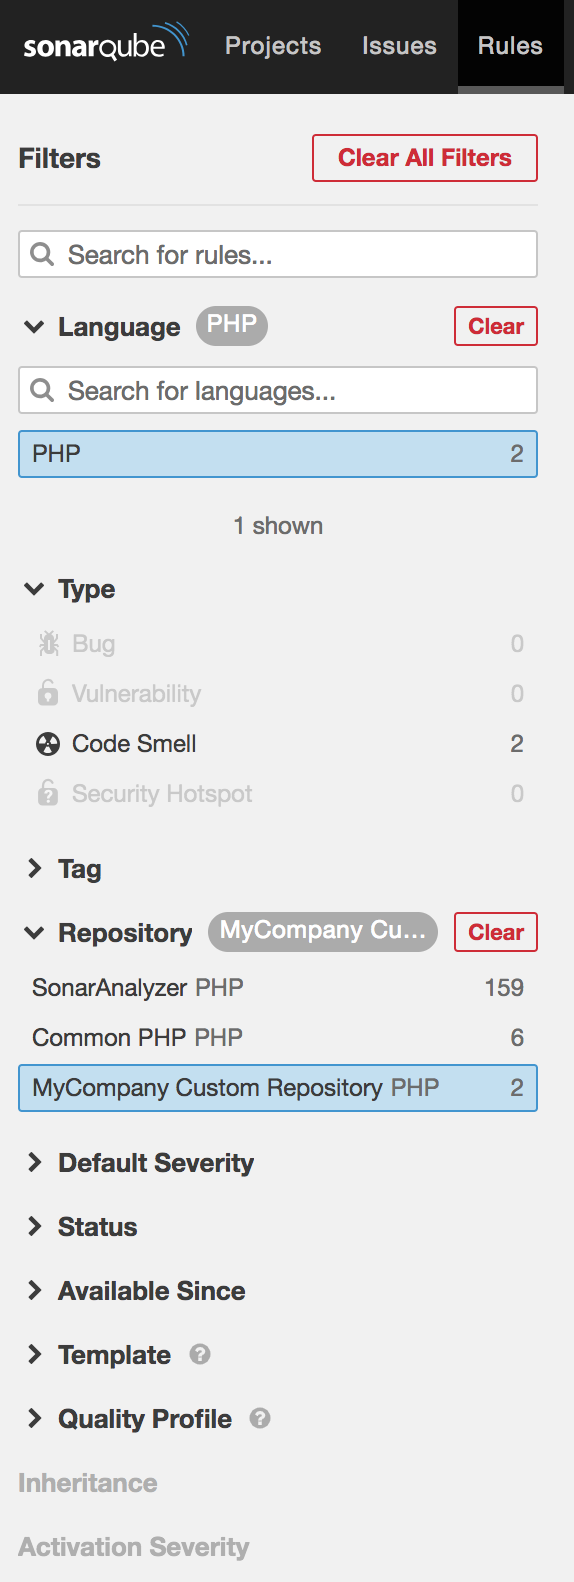 sonarqube Projects Issues Rules
Filters Clear All Filters
Search for rules...
Language PHP Clear
Search for languages...
PHP 2
1 shown
Type
Bug 0
Vulnerability 0
Code Smell 2
Security Hotspot 0
Tag
Repository MyCompany Cu... Clear
SonarAnalyzer PHP 159
Common PHP PHP 6
MyCompany Custom Repository PHP 2
Default Severity
Status
Available Since
Template ?
Quality Profile ?
Inheritance
Activation Severity